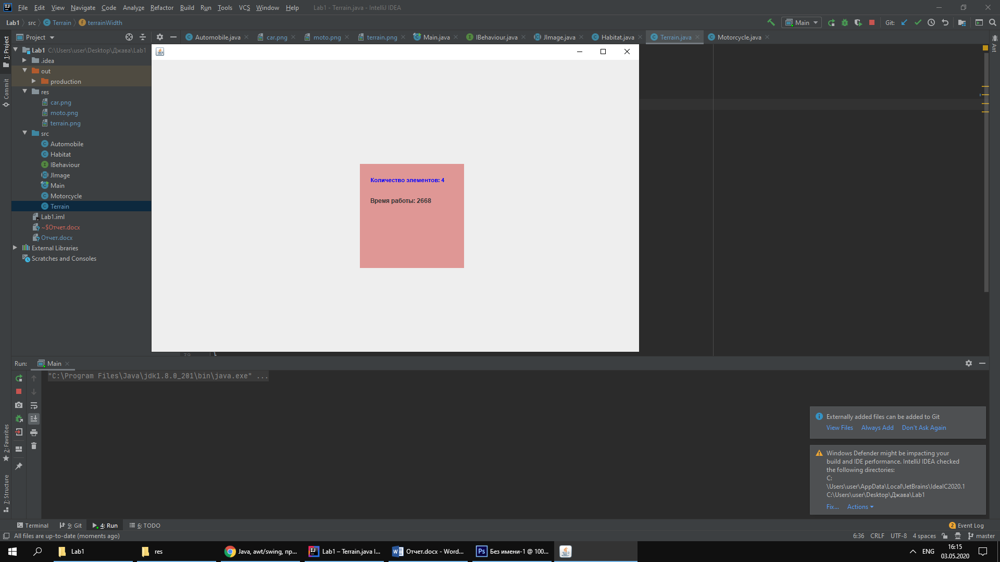 File Edit View Navigate Code Analyze Refactor Build Run Tools VCS Window Help Lab1 - Terrain.java - IntelliJ IDEA
Lab1 src Terrain terrainWidth Main Git:
Project Automobile.java car.png moto.png terrain.png Main.java IBehaviour.java JImage.java Habitat.java Terrain.java Motorcycle.java
1: Project
Commit
2: Favorites
7: Structure
Ant
Lab1 C:\Users\user\Desktop\Джава\Lab1
.idea
out
production
res
car.png
moto.png
terrain.png
src
Automobile
Habitat
IBehaviour
JImage
Main
Motorcycle
Terrain
Lab1.iml
~$Отчет.docx
Отчет.docx
External Libraries
Scratches and Consoles
Количество элементов: 4
Время работы: 2668
39 }
Run: Main
"C:\Program Files\Java\jdk1.8.0_201\bin\java.exe" ...
Externally added files can be added to Git
View Files Always Add Don't Ask Again
Windows Defender might be impacting your
build and IDE performance. IntelliJ IDEA checked
the following directories:
C:
\Users\user\AppData\Local\JetBrains\IdeaIC2020.1
C:\Users\user\Desktop\Джава\Lab1
Fix... Actions
Terminal 9: Git 4: Run 6: TODO 2 Event Log
All files are up-to-date (moments ago) 6:36 CRLF UTF-8 4 spaces master
Lab1 res Java, awt/swing, пр... Lab1 – Terrain.java I... Отчет.docx - Word... Ps Без имени-1 @ 100... ENG 16:15
03.05.2020